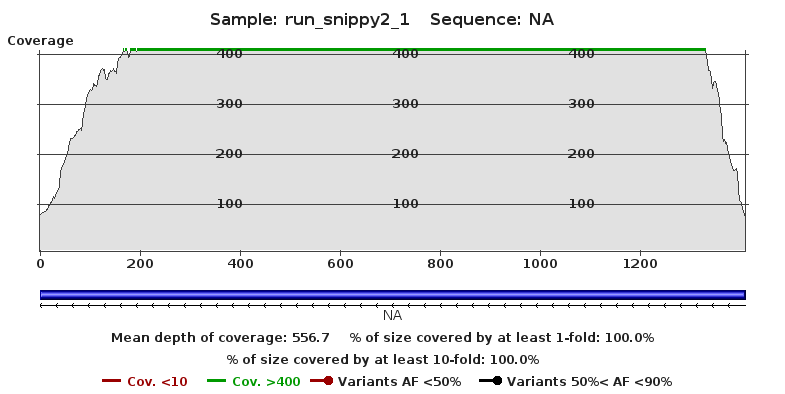 Sample: run_snippy2_1 Sequence: NA
Coverage
400 400 400
300 300 300
200 200 200
100 100 100
0 200 400 600 800 1000 1200
NA
Mean depth of coverage: 556.7 % of size covered by at least 1-fold: 100.0%
% of size covered by at least 10-fold: 100.0%
Cov. <10 Cov. >400 Variants AF <50% Variants 50%< AF <90%